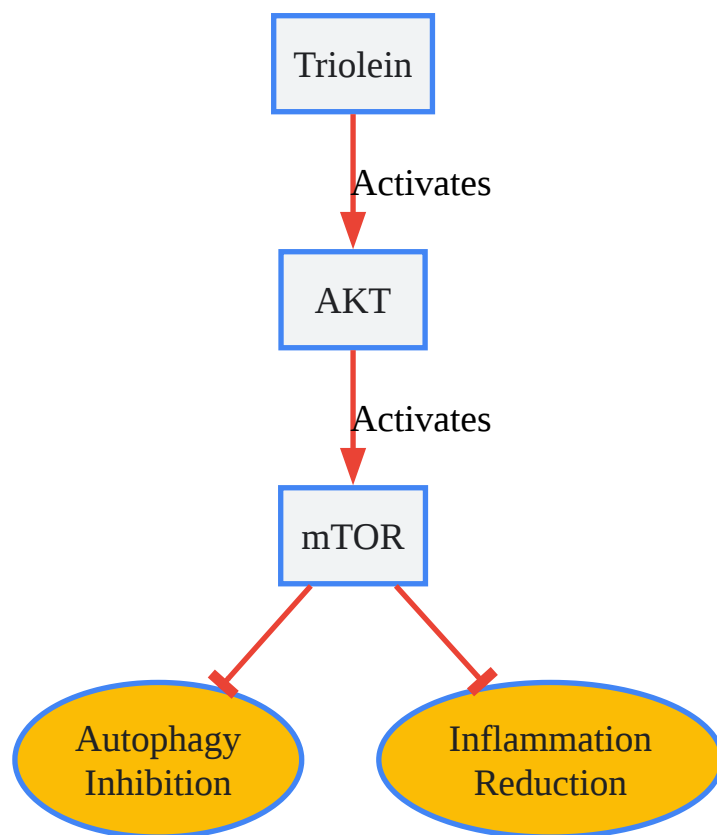 Triolein
Activates
AKT
Activates
mTOR
Autophagy
Inhibition
Inflammation
Reduction